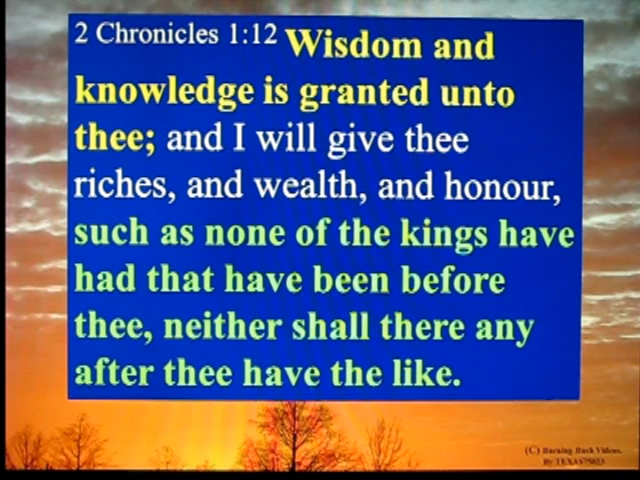 2 Chronicles 1:12 Wisdom and
knowledge is granted unto
thee; and I will give thee
riches, and wealth, and honour,
such as none of the kings have
had that have been before
thee, neither shall there any
after thee have the like.
(C) Burning Bush Videos.